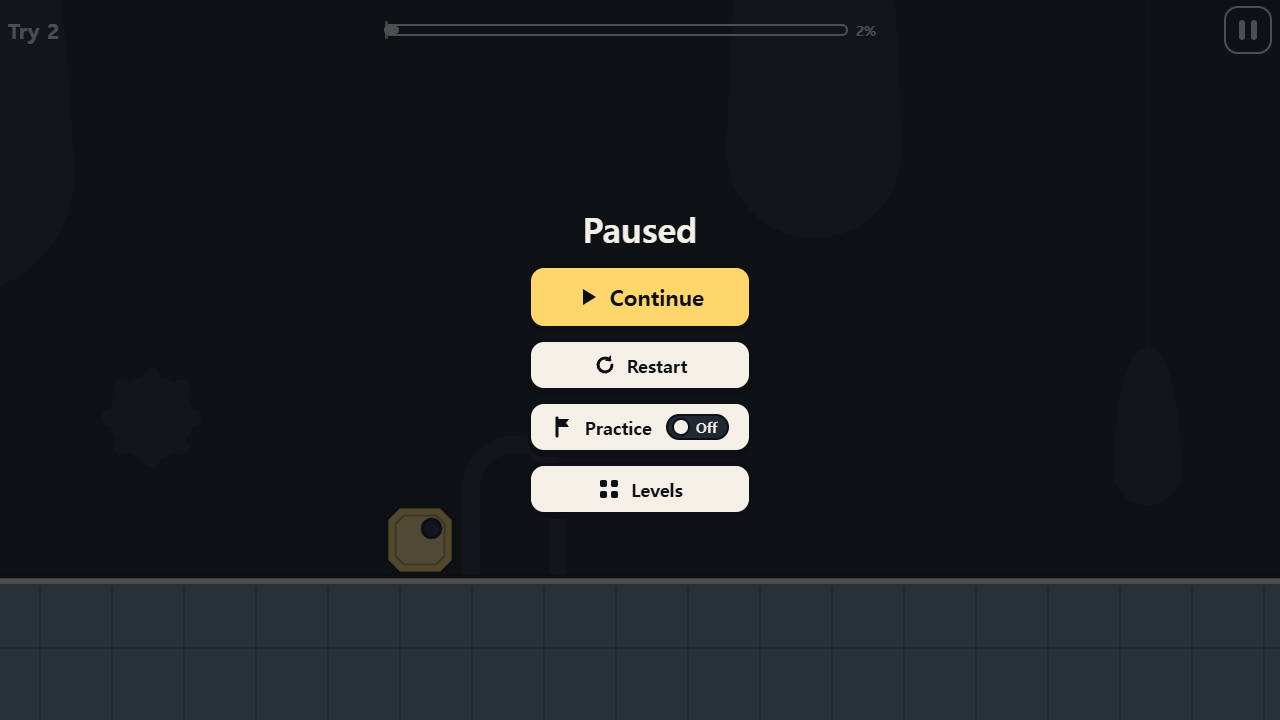 Try 2
2%
Paused
Continue
Restart
Practice Off
Levels